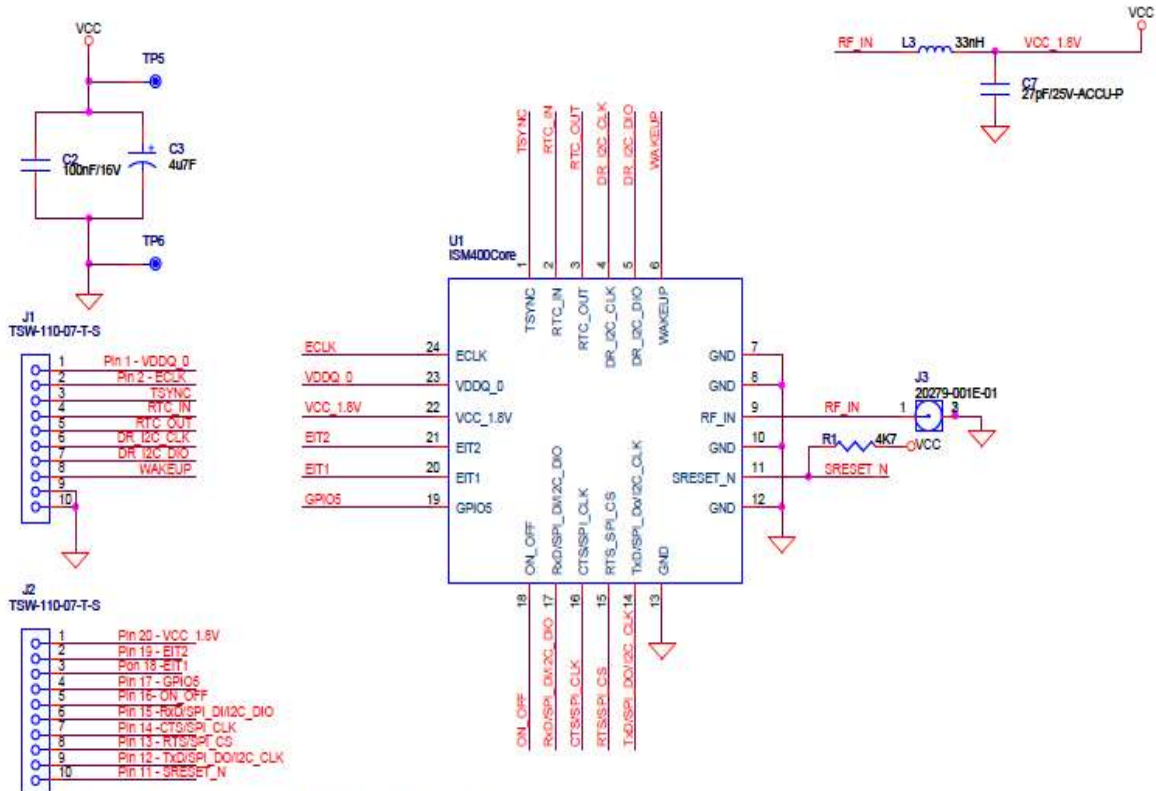 VCC
TP5
C2
100nF/16V
+
C3
4u7F
TP6
RF_IN
L3
33nH
VCC_1.8V
VCC
C7
27pF/25V-ACCU-P
J1
TSW-110-07-T-S
1 Pin 1 - VDDQ_0
2 Pin 2 - ECLK
3 TSYNC
4 RTC_IN
5 RTC_OUT
6 DR_I2C_CLK
7 DR_I2C_DIO
8 WAKEUP
9
10
J2
TSW-110-07-T-S
1 Pin 20 - VCC_1.8V
2 Pin 19 - EIT2
3 Pon 18 -EIT1
4 Pin 17 - GPIO5
5 Pin 16- ON_OFF
6 Pin 15 -RxD/SPI_DI/I2C_DIO
7 Pin 14 - CTS/SPI_CLK
8 Pin 13 - RTS/SPI_CS
9 Pin 12 - TxD/SPI_DO/I2C_CLK
10 Pin 11 - SRESET_N
U1
ISM400Core
TSYNC 1 TSYNC
RTC_IN 2 RTC_IN
RTC_OUT 3 RTC_OUT
DR_I2C_CLK 4 DR_I2C_CLK
DR_I2C_DIO 5 DR_I2C_DIO
WAKEUP 6 WAKEUP
ECLK 24 ECLK
VDDQ_0 23 VDDQ_0
VCC_1.8V 22 VCC_1.8V
EIT2 21 EIT2
EIT1 20 EIT1
GPIO5 19 GPIO5
GND 7
GND 8
RF_IN 9 RF_IN
GND 10
SRESET_N 11 SRESET_N
GND 12
J3
20279-001E-01
1
R1
4K7
VCC
ON_OFF 18 ON_OFF
RxD/SPI_DI/I2C_DIO 17 RxD/SPI_DI/I2C_DIO
CTS/SPI_CLK 16 CTS/SPI_CLK
RTS_SPI_CS 15 RTS/SPI_CS
TxD/SPI_Do/I2C_CLK 14 TxD/SPI_DO/I2C_CLK
GND 13